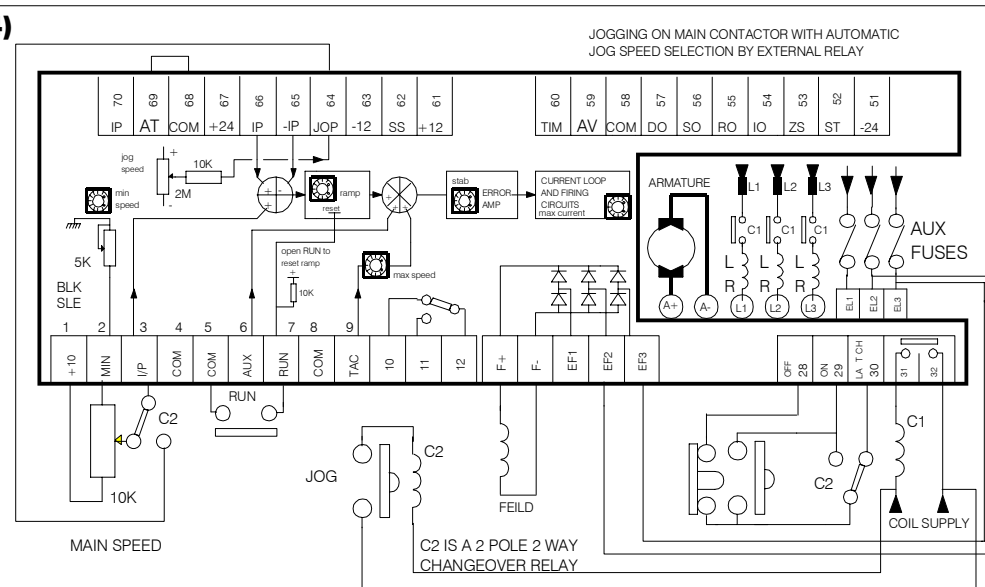 )
JOGGING ON MAIN CONTACTOR WITH AUTOMATIC
JOG SPEED SELECTION BY EXTERNAL RELAY
70 69 68 67 66 65 64 63 62 61
IP AT COM +24 IP -IP JOP -12 SS +12
60 59 58 57 56 55 54 53 52 51
TIM AV COM DO SO RO IO ZS ST -24
jog
speed
+
-
10K
2M
min
speed
5K
BLK
SLE
+ -
+
ramp
reset
+ +
open RUN to
reset ramp
+
10K
max speed
stab
ERROR
AMP
CURRENT LOOP
AND FIRING
CIRCUITS
max current
ARMATURE
A+ A-
L1 L2 L3
C1 C1 C1
L L L
R R R
L1 L2 L3
AUX
FUSES
EL1 EL2 EL3
1 2 3 4 5 6 7 8 9 10 11 12
+10 MIN I/P COM COM AUX RUN COM TAC
F+ F- EF1 EF2 EF3
OFF 28
ON 29
LA T CH 30
31 32
RUN
C2
10K
MAIN SPEED
JOG
C2
FEILD
C2 IS A 2 POLE 2 WAY
CHANGEOVER RELAY
C2
C1
COIL SUPPLY